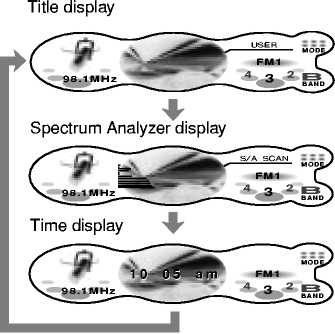 Title display
USER
MODE
FM1
98.1MHz
4 3 2
B
BAND
Spectrum Analyzer display
S/A SCAN
MODE
FM1
98.1MHz
4 3 2
B
BAND
Time display
MODE
10 05 am
FM1
98.1MHz
4 3 2
B
BAND